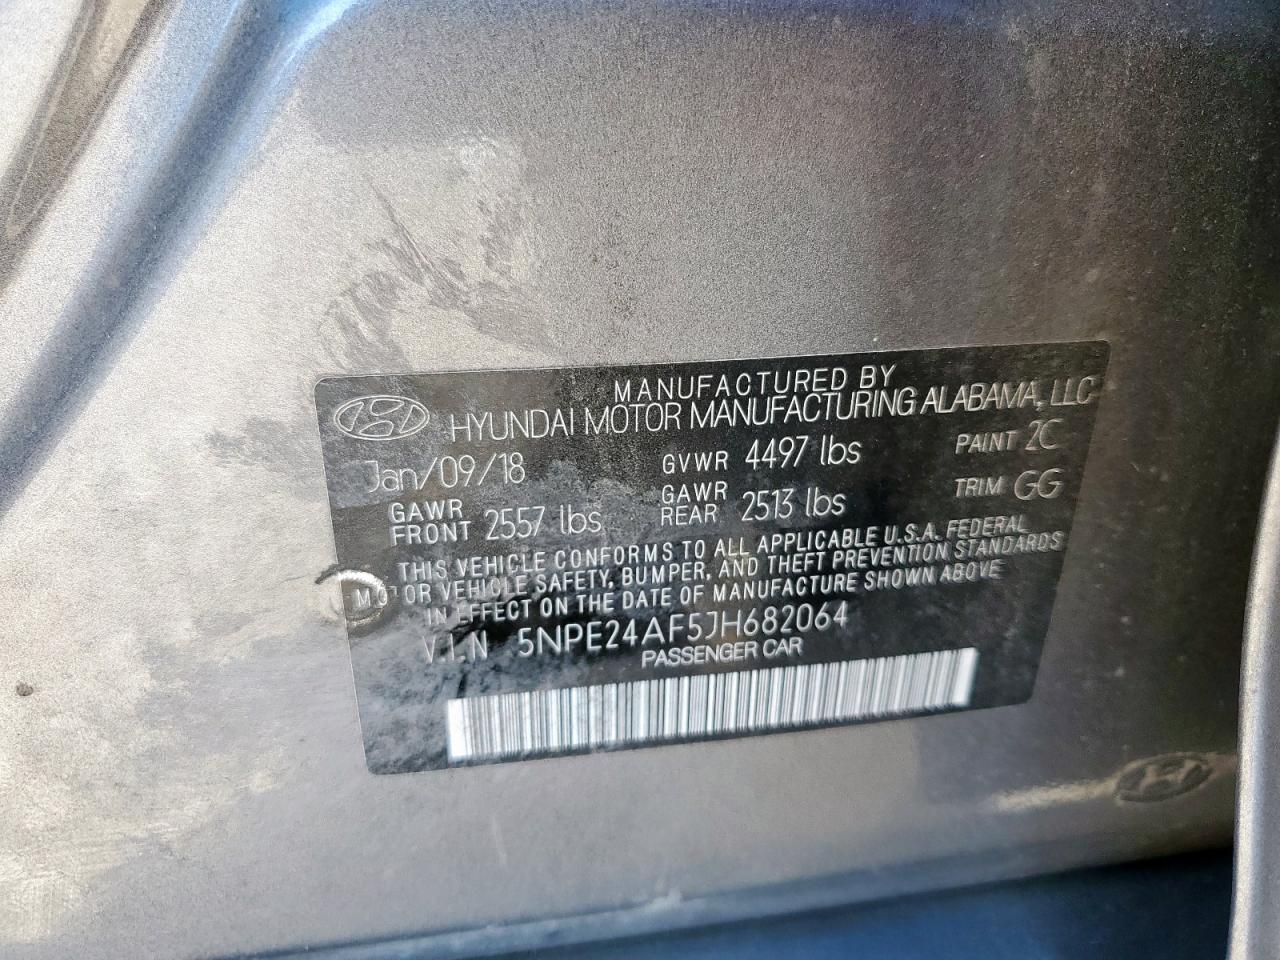 MANUFACTURED BY
HYUNDAI MOTOR MANUFACTURING ALABAMA, LLC
Jan/09/18 GVWR 4497 lbs PAINT 2C
GAWR FRONT 2557 lbs GAWR REAR 2513 lbs TRIM GG
THIS VEHICLE CONFORMS TO ALL APPLICABLE U.S.A. FEDERAL
MOTOR VEHICLE SAFETY, BUMPER, AND THEFT PREVENTION STANDARDS
IN EFFECT ON THE DATE OF MANUFACTURE SHOWN ABOVE
V.I.N 5NPE24AF5JH682064
PASSENGER CAR